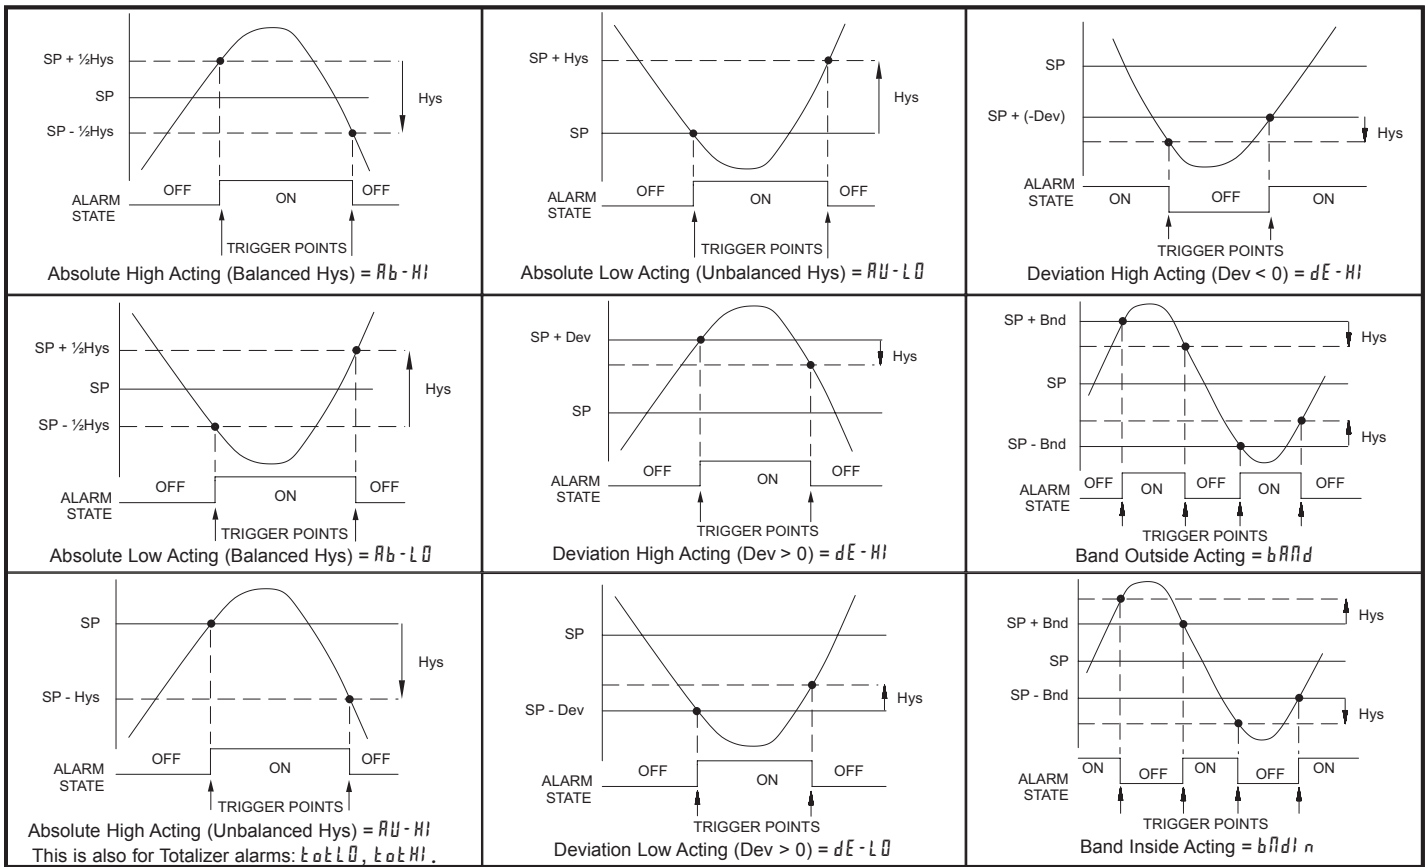 SP + ½Hys
SP
SP - ½Hys
Hys
OFF
ON
OFF
ALARM
STATE
TRIGGER POINTS
Absolute High Acting (Balanced Hys) = Ab-HI
SP + Hys
SP
Hys
OFF
ON
OFF
ALARM
STATE
TRIGGER POINTS
Absolute Low Acting (Unbalanced Hys) = AU-LO
SP
SP + (-Dev)
Hys
ALARM
STATE
ON
OFF
ON
TRIGGER POINTS
Deviation High Acting (Dev < 0) = dE-HI
SP + ½Hys
SP
SP - ½Hys
Hys
OFF
ON
OFF
ALARM
STATE
TRIGGER POINTS
Absolute Low Acting (Balanced Hys) = Ab-LO
SP + Dev
Hys
SP
OFF
ON
OFF
ALARM
STATE
TRIGGER POINTS
Deviation High Acting (Dev > 0) = dE-HI
SP + Bnd
Hys
SP
Hys
SP - Bnd
OFF
ON
OFF
ON
OFF
ALARM
STATE
TRIGGER POINTS
Band Outside Acting = bANd
SP
SP - Hys
Hys
OFF
ON
OFF
ALARM
STATE
TRIGGER POINTS
Absolute High Acting (Unbalanced Hys) = AU-HI
This is also for Totalizer alarms: totLO, totHI.
SP
Hys
SP - Dev
OFF
ON
OFF
ALARM
STATE
TRIGGER POINTS
Deviation Low Acting (Dev > 0) = dE-LO
Hys
SP + Bnd
SP
SP - Bnd
Hys
ON
OFF
ON
OFF
ON
ALARM
STATE
TRIGGER POINTS
Band Inside Acting = bNdIn